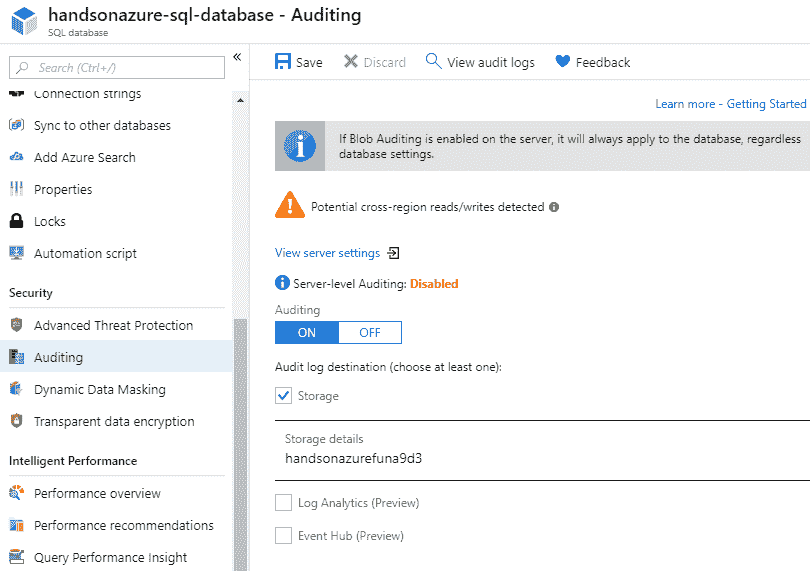 handsonazure-sql-database - Auditing
SQL database
Search (Ctrl+/)
«
Connection strings
Sync to other databases
Add Azure Search
Properties
Locks
Automation script
Security
Advanced Threat Protection
Auditing
Dynamic Data Masking
Transparent data encryption
Intelligent Performance
Performance overview
Performance recommendations
Query Performance Insight
Save
Discard
View audit logs
Feedback
Learn more - Getting Started
If Blob Auditing is enabled on the server, it will always apply to the database, regardless
database settings.
Potential cross-region reads/writes detected
View server settings
Server-level Auditing: Disabled
Auditing
ON
OFF
Audit log destination (choose at least one):
Storage
Storage details
handsonazurefuna9d3
Log Analytics (Preview)
Event Hub (Preview)